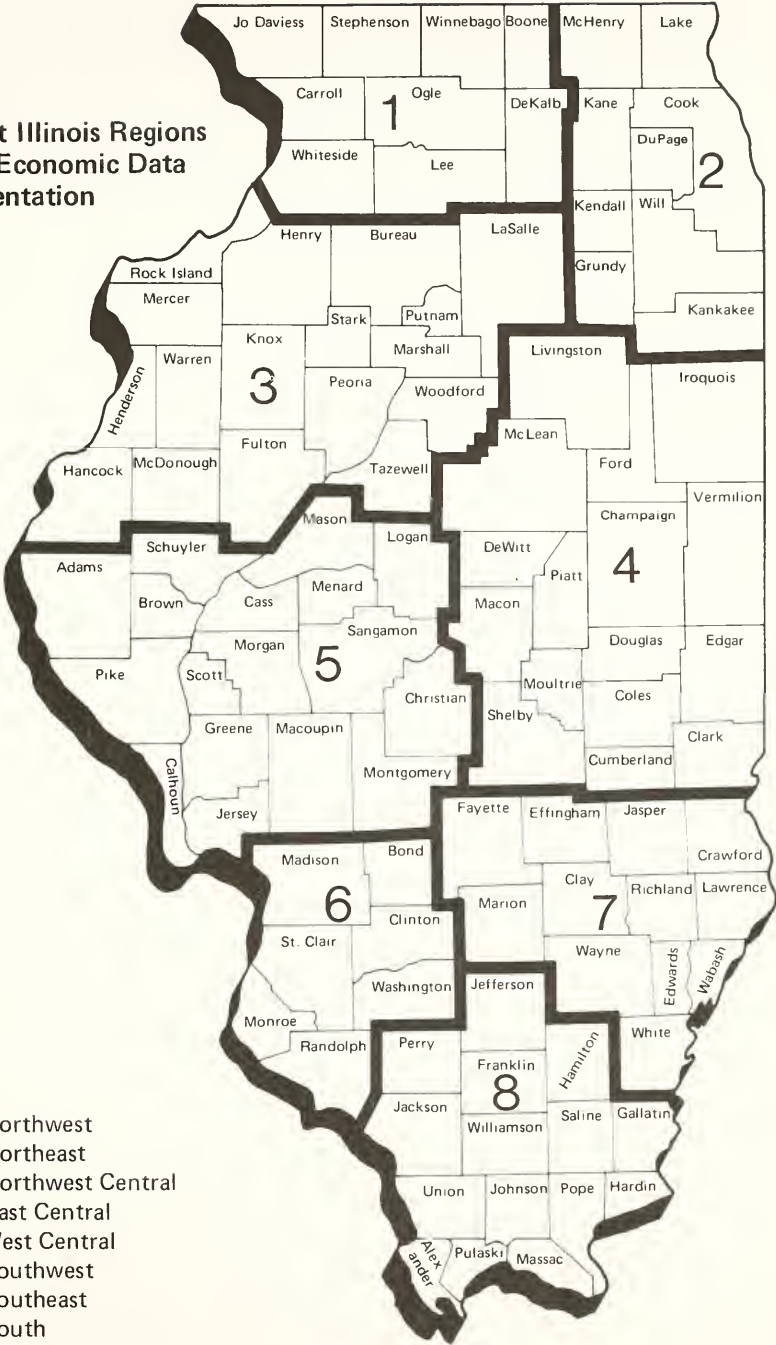 t Illinois Regions
Economic Data
entation
Jo Daviess
Stephenson
Winnebago
Boone
McHenry
Lake
Carroll
1
Ogle
DeKalb
Kane
Cook
DuPage
2
Whiteside
Lee
Kendall
Will
Grundy
Kankakee
Henry
Bureau
LaSalle
Rock Island
Mercer
Stark
Putnam
Knox
Marshall
Henderson
Warren
3
Peoria
Woodford
Livingston
Iroquois
Hancock
McDonough
Fulton
Tazewell
McLean
Ford
Vermilion
Mason
Logan
Champaign
4
Adams
Schuyler
DeWitt
Piatt
Brown
Cass
Menard
Macon
Sangamon
Morgan
5
Douglas
Edgar
Pike
Scott
Christian
Moultrie
Shelby
Coles
Greene
Macoupin
Clark
Calhoun
Montgomery
Cumberland
Jersey
Fayette
Effingham
Jasper
Crawford
Madison
Bond
6
Clay
Richland
Lawrence
Marion
7
Clinton
St. Clair
Wayne
Edwards
Wabash
Washington
Jefferson
Monroe
Randolph
Perry
Franklin
Hamilton
White
8
Jackson
Williamson
Saline
Gallatin
Union
Johnson
Pope
Hardin
Alex
ander
Pulaski
Massac
orthwest
ortheast
orthwest Central
ast Central
est Central
outhwest
outheast
outh